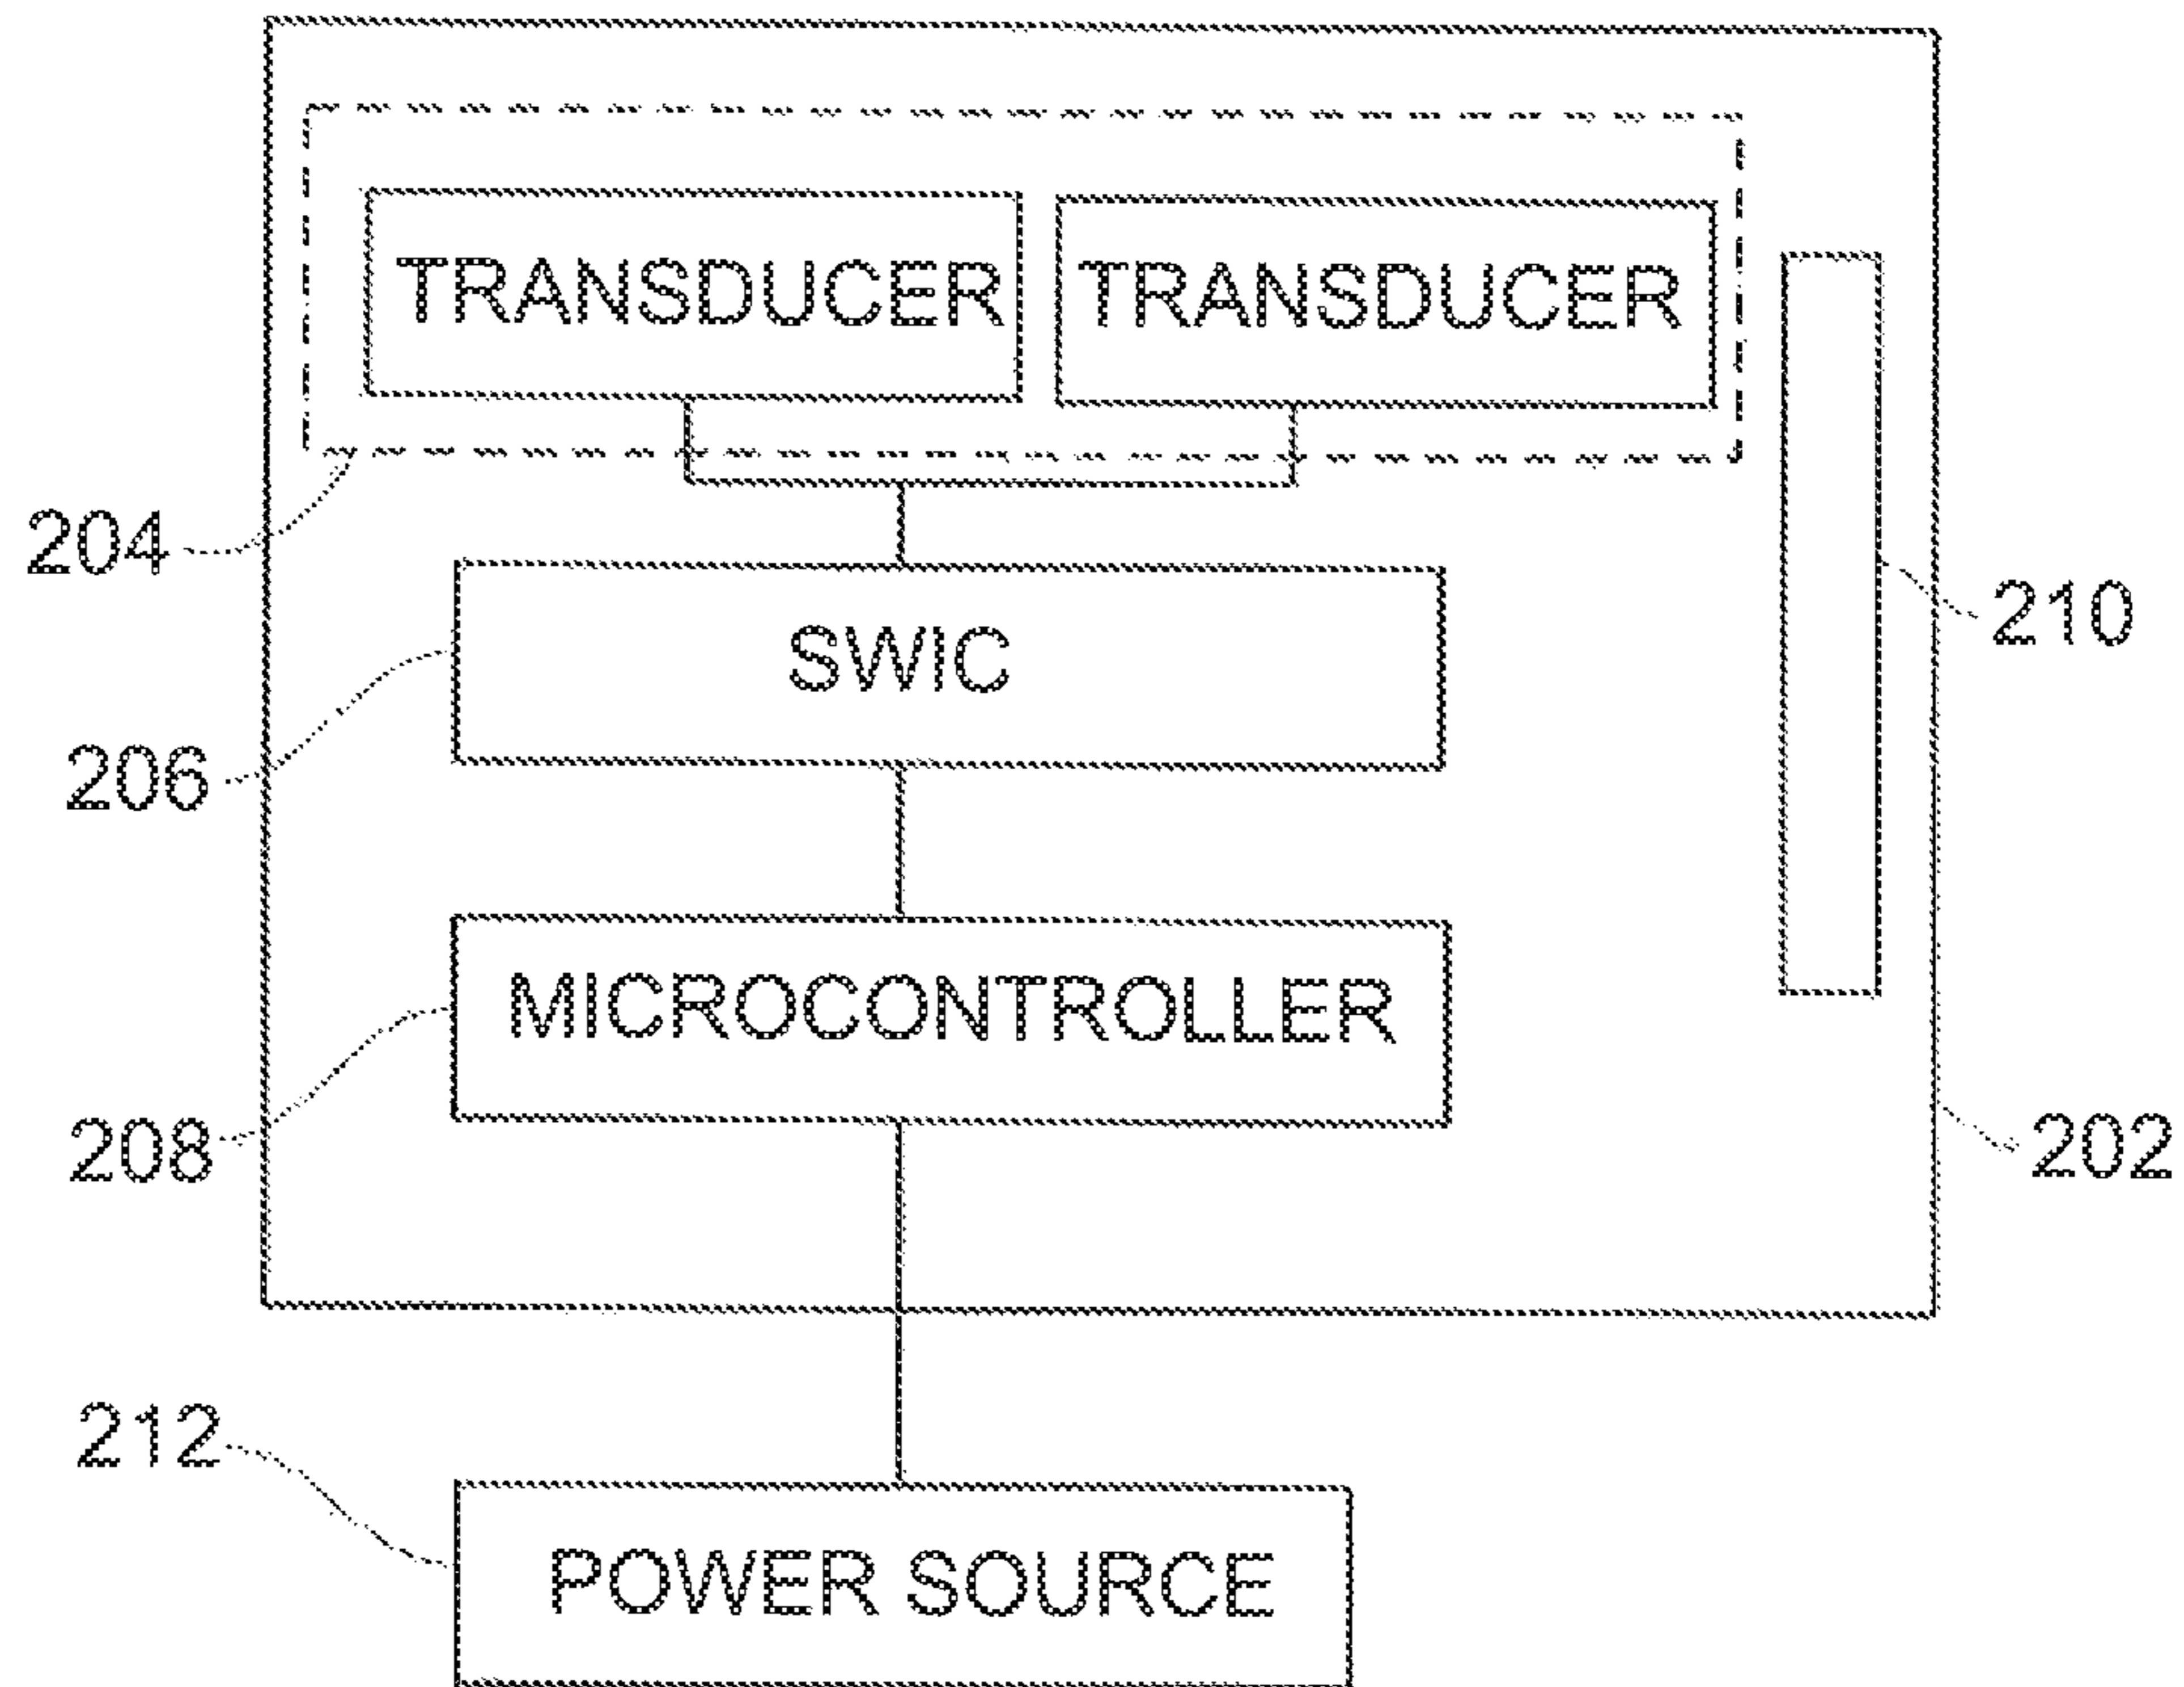 TRANSDUCER TRANSDUCER
204
SWIC
210
206
MICROCONTROLLER
208
202
212
POWER SOURCE